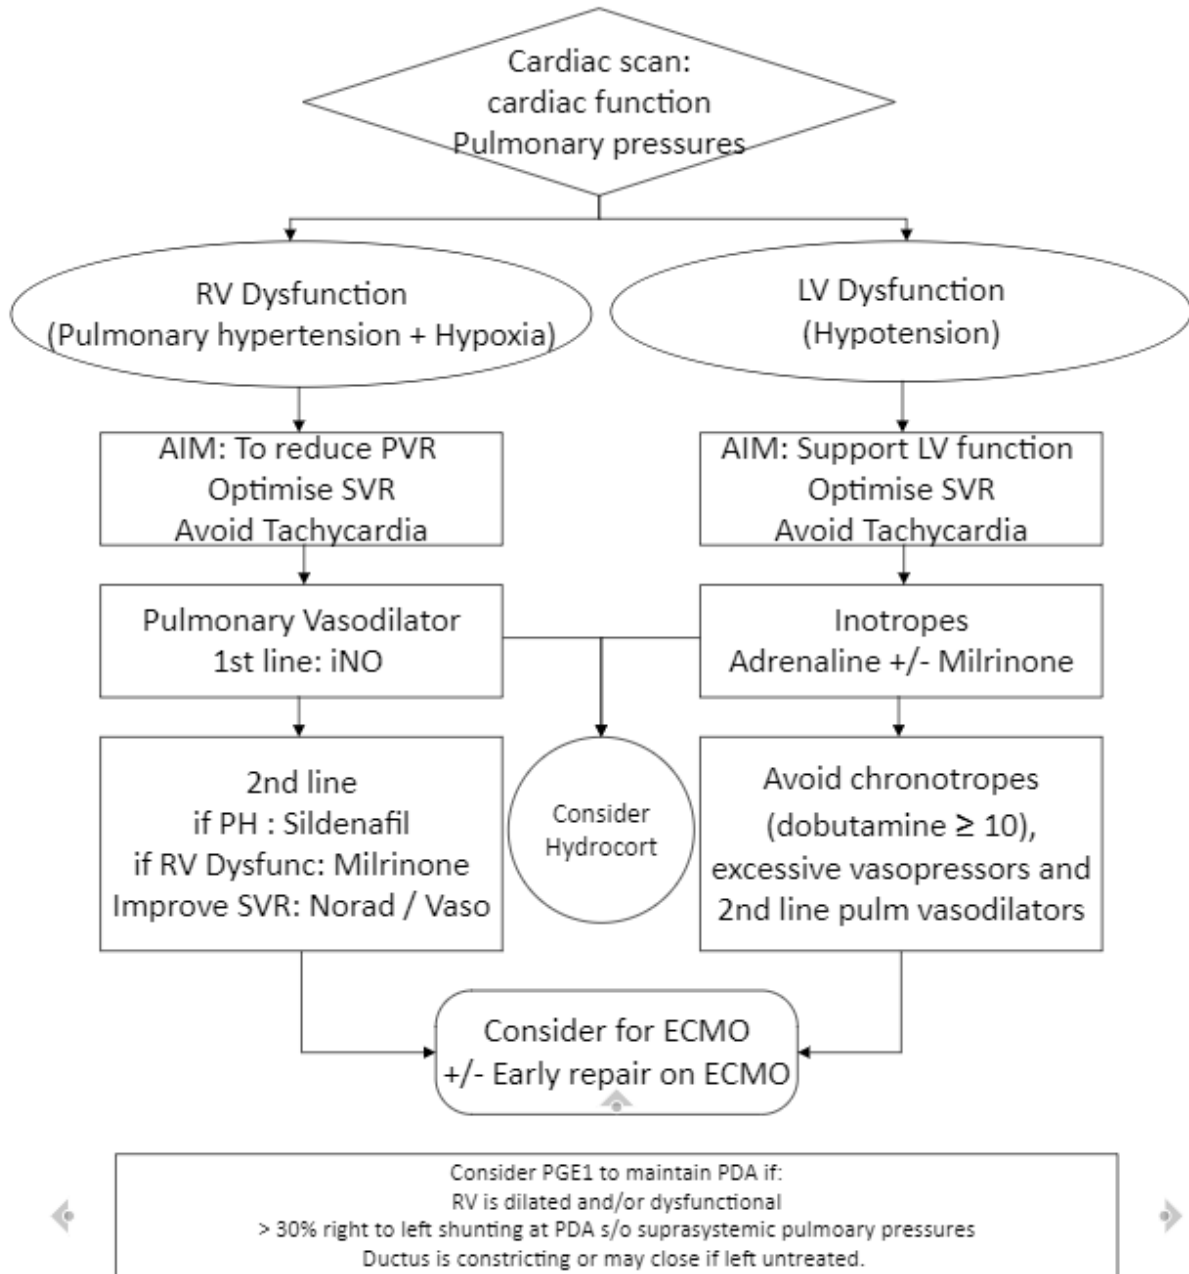 Cardiac scan:
cardiac function
Pulmonary pressures
RV Dysfunction
(Pulmonary hypertension + Hypoxia)
LV Dysfunction
(Hypotension)
AIM: To reduce PVR
Optimise SVR
Avoid Tachycardia
AIM: Support LV function
Optimise SVR
Avoid Tachycardia
Pulmonary Vasodilator
1st line: iNO
Inotropes
Adrenaline +/- Milrinone
2nd line
if PH : Sildenafil
if RV Dysfunc: Milrinone
Improve SVR: Norad / Vaso
Consider
Hydrocort
Avoid chronotropes
(dobutamine ≥ 10),
excessive vasopressors and
2nd line pulm vasodilators
Consider for ECMO
+/- Early repair on ECMO
Consider PGE1 to maintain PDA if:
RV is dilated and/or dysfunctional
> 30% right to left shunting at PDA s/o suprasystemic pulmoary pressures
Ductus is constricting or may close if left untreated.